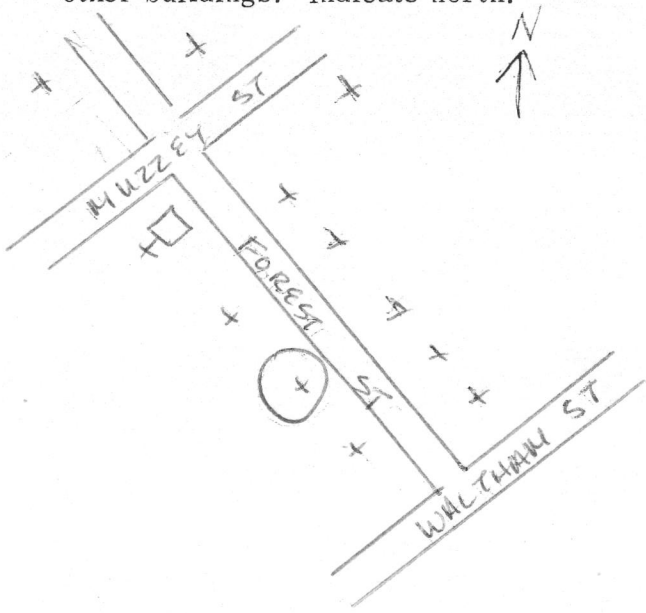 other buildings. Indicate north.
N
MUZZEY ST
FOREST ST
WALTHAM ST